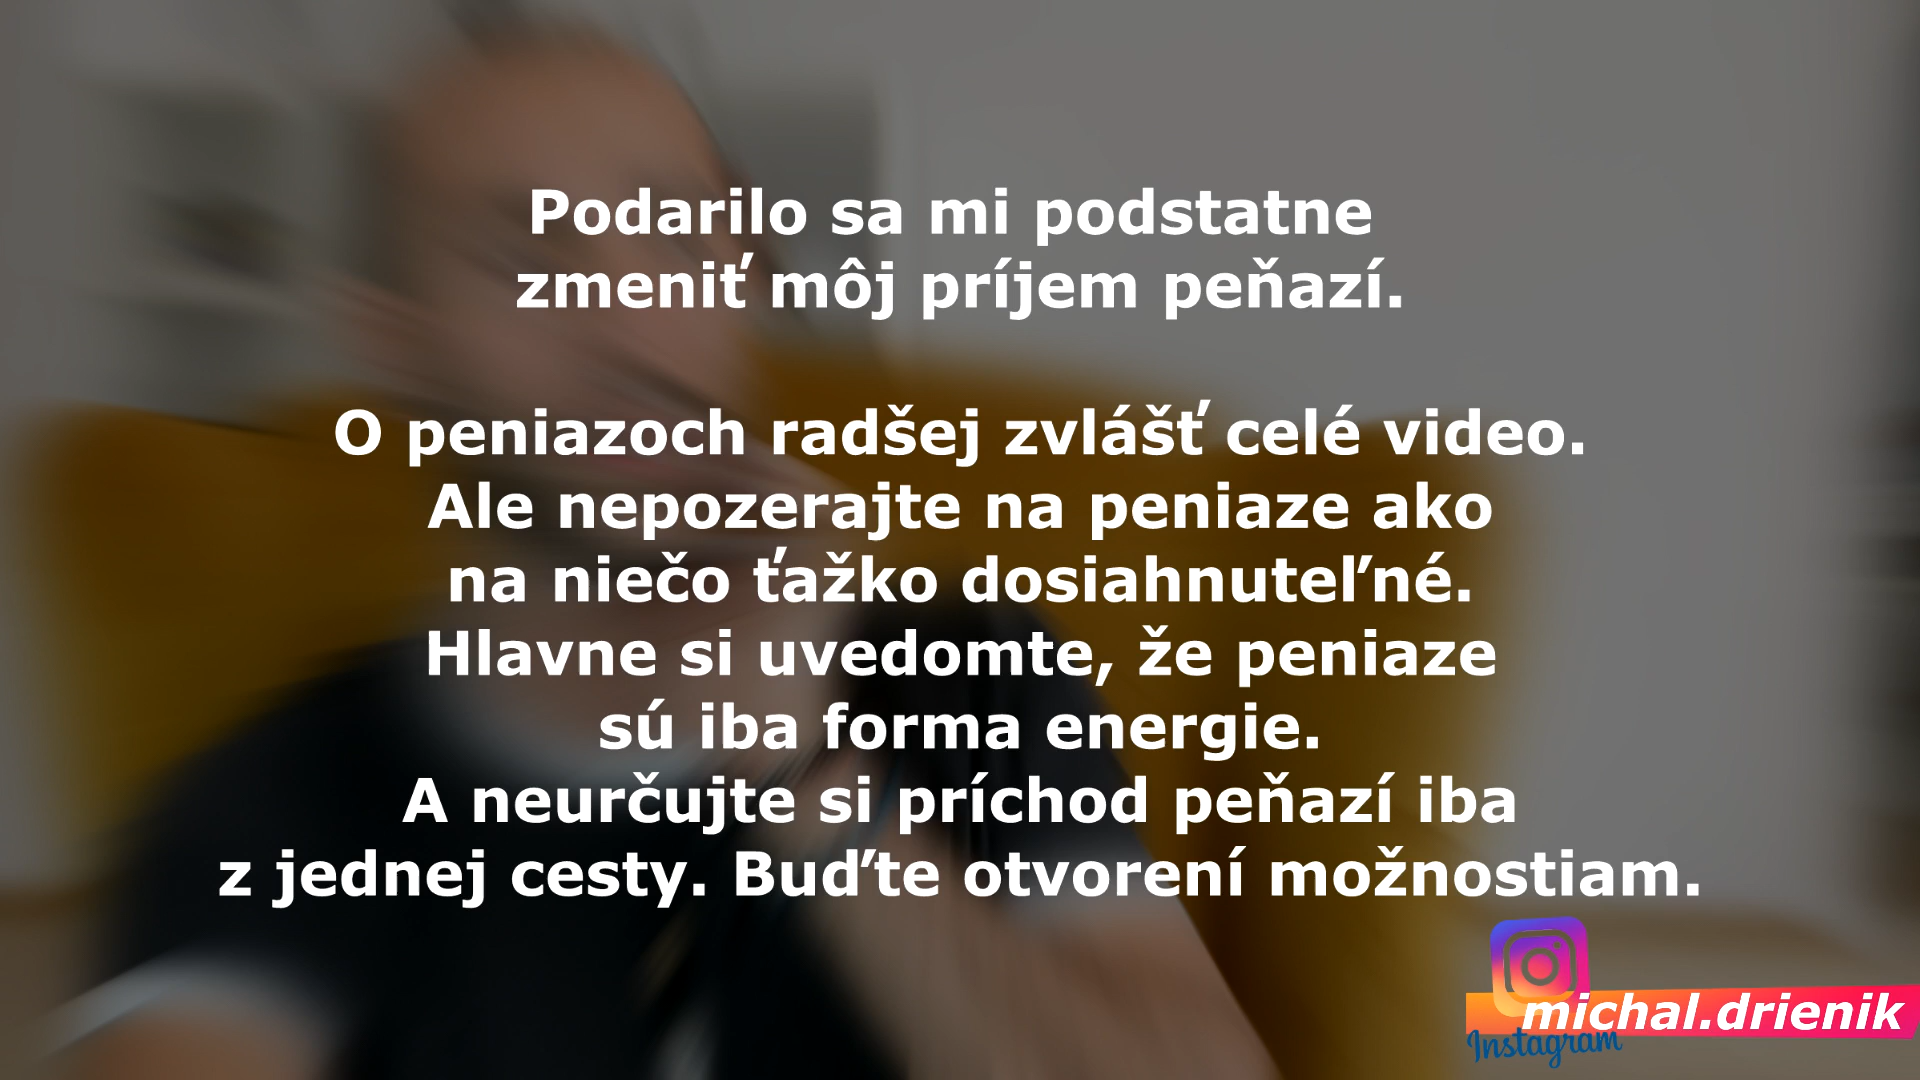 Podarilo sa mi podstatne
zmeniť môj príjem peňazí.
O peniazoch radšej zvlášť celé video.
Ale nepozerajte na peniaze ako
na niečo ťažko dosiahnuteľné.
Hlavne si uvedomte, že peniaze
sú iba forma energie.
A neurčujte si príchod peňazí iba
z jednej cesty. Buďte otvorení možnostiam.
michal.drienik
Instagram